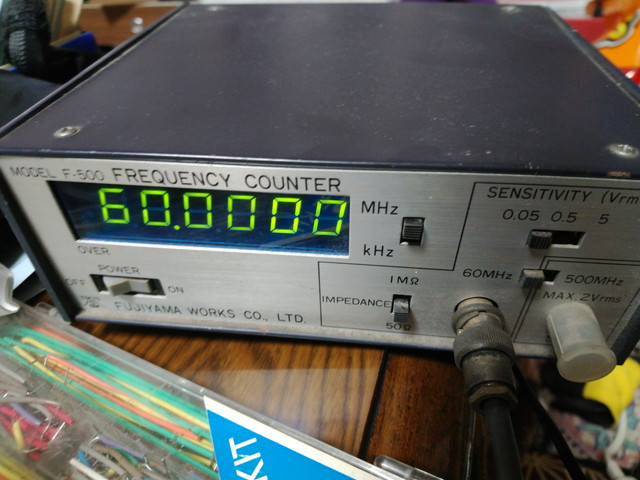 MODEL F-500 FREQUENCY COUNTER
60.0000
MHz
kHz
OVER
POWER
OFF
ON
FUJIYAMA WORKS CO., LTD.
SENSITIVITY (Vrm
0.05 0.5 5
1MΩ
IMPEDANCE
50Ω
60MHz
500MHz
MAX. 2Vrms
KIT